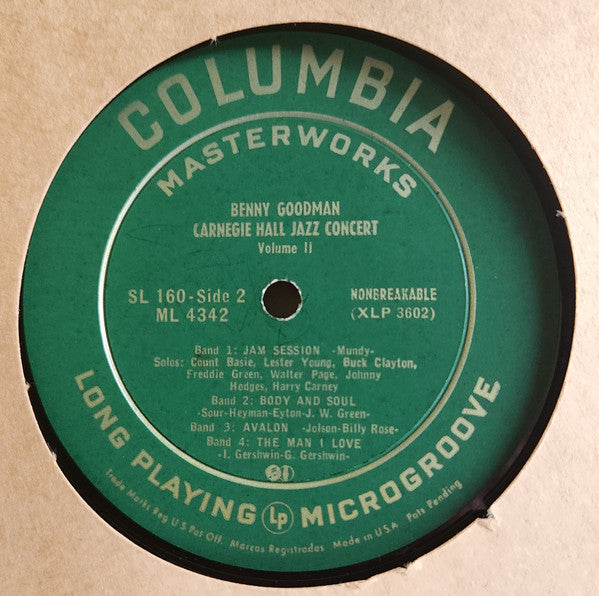 COLUMBIA
MASTERWORKS
BENNY GOODMAN
CARNEGIE HALL JAZZ CONCERT
Volume II
SL 160-Side 2
ML 4342
NONBREAKABLE
(XLP 3602)
Band 1: JAM SESSION -Mundy-
Solos: Count Basie, Lester Young, Buck Clayton,
Freddie Green, Walter Page, Johnny
Hodges, Harry Carney
Band 2: BODY AND SOUL
-Sour-Heyman-Eyton-J. W. Green-
Band 3: AVALON -Jolson-Billy Rose-
Band 4: THE MAN I LOVE
-I. Gershwin-G. Gershwin-
LONG PLAYING Lp MICROGROOVE
Trade Marks Reg U S Pat Off. Marcas Registradas Made in U.S.A. Pats Pending